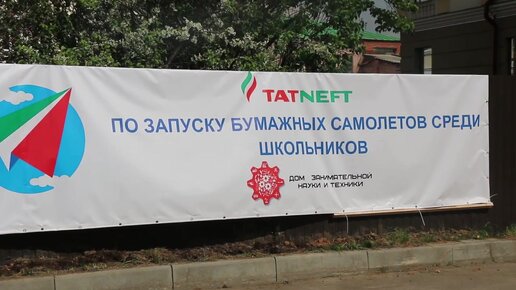 TATNEFT
ПО ЗАПУСКУ БУМАЖНЫХ САМОЛЕТОВ СРЕДИ
ШКОЛЬНИКОВ
ДОМ ЗАНИМАТЕЛЬНОЙ
НАУКИ И ТЕХНИКИ